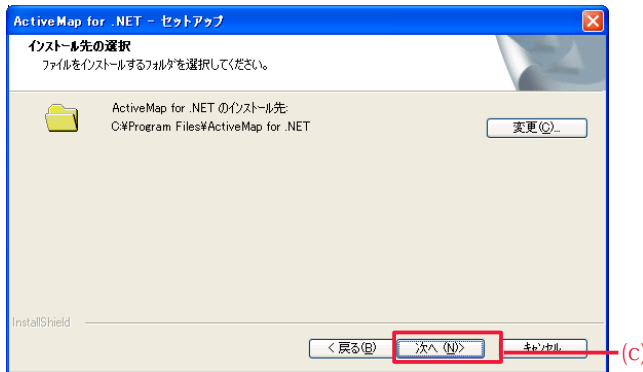 ActiveMap for .NET - セットアップ
インストール先の選択
ファイルをインストールするフォルダを選択してください。
ActiveMap for .NET のインストール先:
C:¥Program Files¥ActiveMap for .NET
変更(C)...
InstallShield
< 戻る(B)
次へ (N)>
キャンセル
(c)